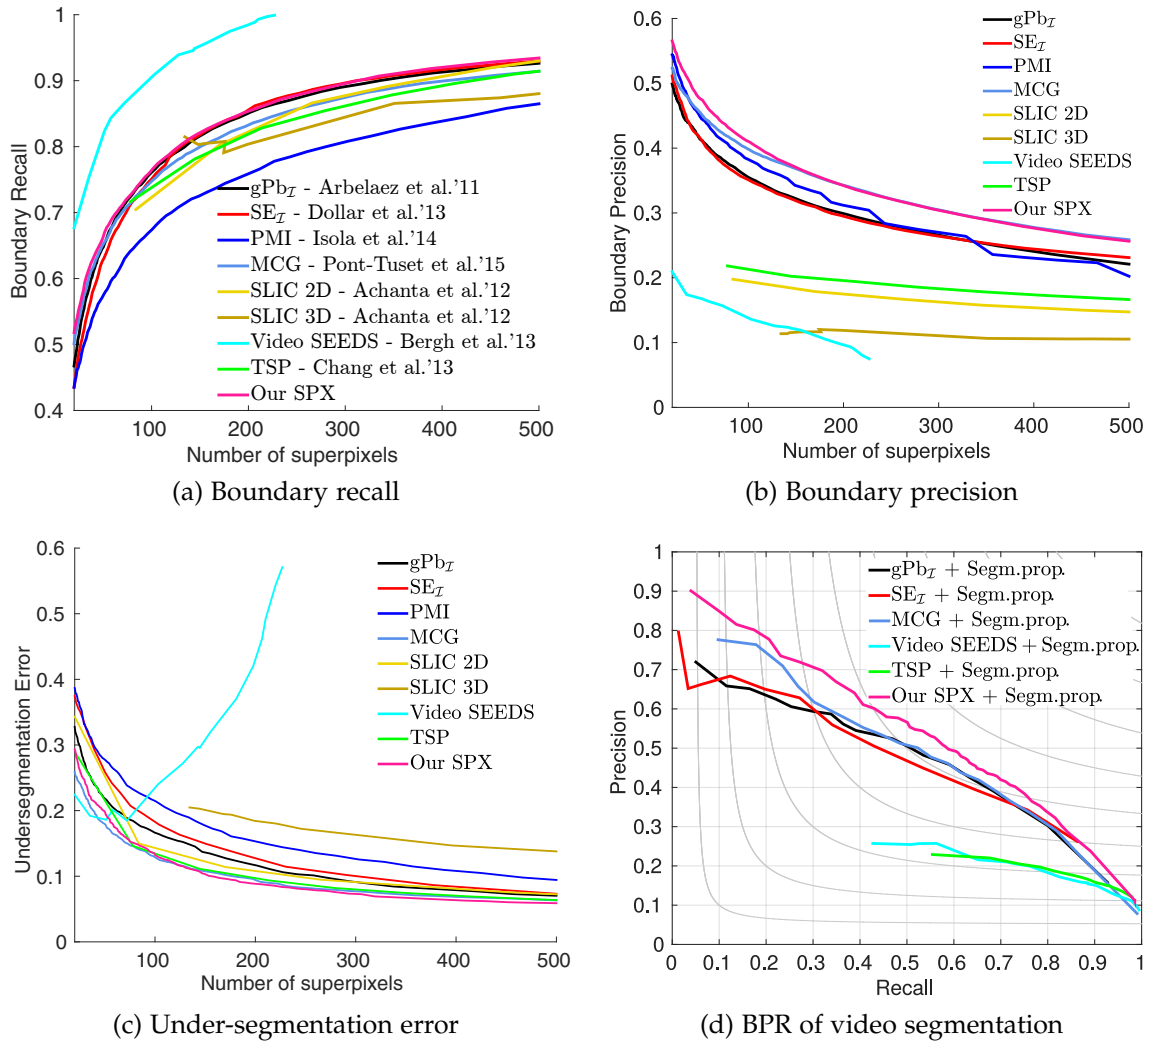 1
0.9
0.8
0.7
0.6
0.5
0.4
Boundary Recall
gPb_I - Arbelaez et al.'11
SE_I - Dollar et al.'13
PMI - Isola et al.'14
MCG - Pont-Tuset et al.'15
SLIC 2D - Achanta et al.'12
SLIC 3D - Achanta et al.'12
Video SEEDS - Bergh et al.'13
TSP - Chang et al.'13
Our SPX
100 200 300 400 500
Number of superpixels
(a) Boundary recall
0.6
0.5
0.4
0.3
0.2
0.1
0
Boundary Precision
gPb_I
SE_I
PMI
MCG
SLIC 2D
SLIC 3D
Video SEEDS
TSP
Our SPX
100 200 300 400 500
Number of superpixels
(b) Boundary precision
0.6
0.5
0.4
0.3
0.2
0.1
0
Undersegmentation Error
gPb_I
SE_I
PMI
MCG
SLIC 2D
SLIC 3D
Video SEEDS
TSP
Our SPX
100 200 300 400 500
Number of superpixels
(c) Under-segmentation error
1
0.9
0.8
0.7
0.6
0.5
0.4
0.3
0.2
0.1
0
Precision
gPb_I + Segm.prop.
SE_I + Segm.prop.
MCG + Segm.prop.
Video SEEDS + Segm.prop.
TSP + Segm.prop.
Our SPX + Segm.prop.
0 0.1 0.2 0.3 0.4 0.5 0.6 0.7 0.8 0.9 1
Recall
(d) BPR of video segmentation